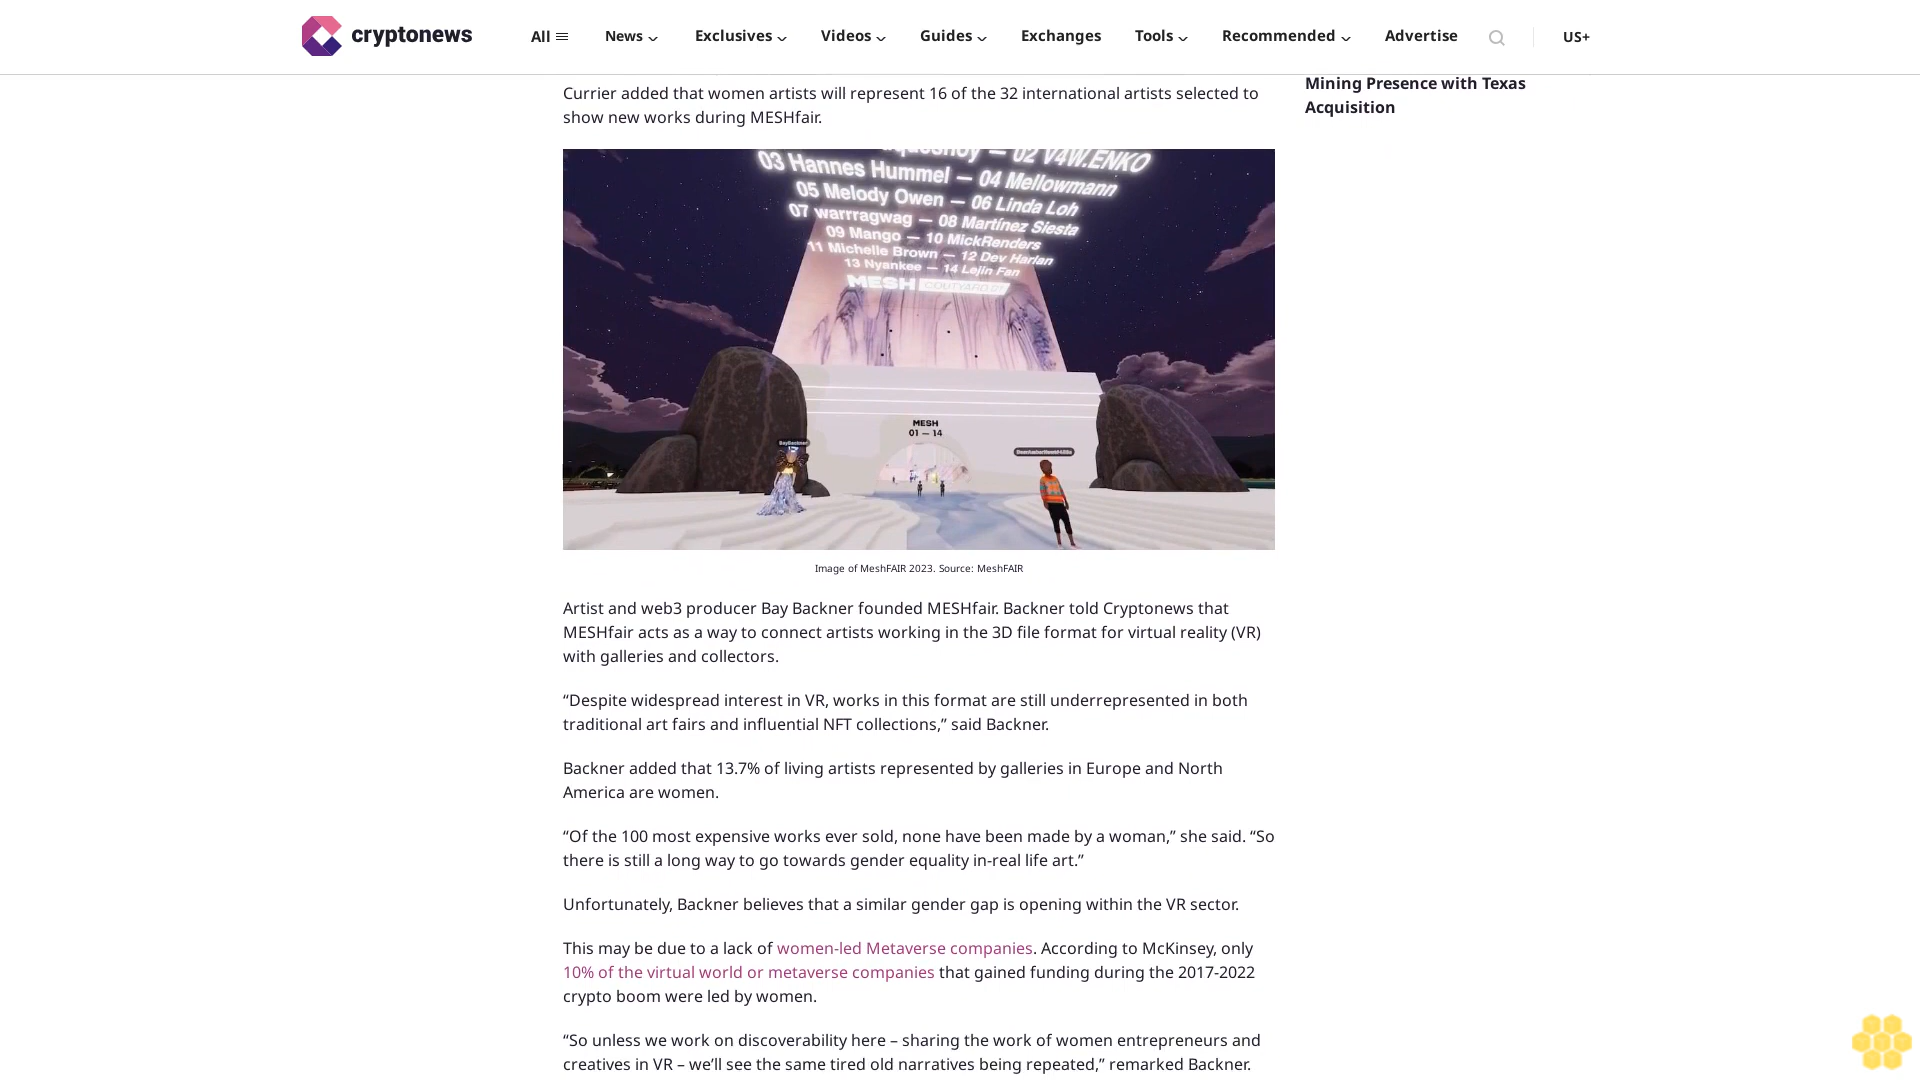 cryptonews
All
News
Exclusives
Videos
Guides
Exchanges
Tools
Recommended
Advertise
US+
Currier added that women artists will represent 16 of the 32 international artists selected to
show new works during MESHfair.
— 02 V4W.ENKO
03 Hannes Hummel — 04 Mellowmann
05 Melody Owen — 06 Linda Loh
07 warrragwag — 08 Martínez Siesta
09 Mango — 10 MickRenders
11 Michelle Brown — 12 Dev Harlan
13 Nyankee — 14 Lejin Fan
MESH COUTYARD 01
MESH
01 — 14
BayBackner
Image of MeshFAIR 2023. Source: MeshFAIR
Artist and web3 producer Bay Backner founded MESHfair. Backner told Cryptonews that
MESHfair acts as a way to connect artists working in the 3D file format for virtual reality (VR)
with galleries and collectors.
“Despite widespread interest in VR, works in this format are still underrepresented in both
traditional art fairs and influential NFT collections,” said Backner.
Backner added that 13.7% of living artists represented by galleries in Europe and North
America are women.
“Of the 100 most expensive works ever sold, none have been made by a woman,” she said. “So
there is still a long way to go towards gender equality in-real life art.”
Unfortunately, Backner believes that a similar gender gap is opening within the VR sector.
This may be due to a lack of women-led Metaverse companies. According to McKinsey, only
10% of the virtual world or metaverse companies that gained funding during the 2017-2022
crypto boom were led by women.
“So unless we work on discoverability here – sharing the work of women entrepreneurs and
creatives in VR – we’ll see the same tired old narratives being repeated,” remarked Backner.
Mining Presence with Texas
Acquisition